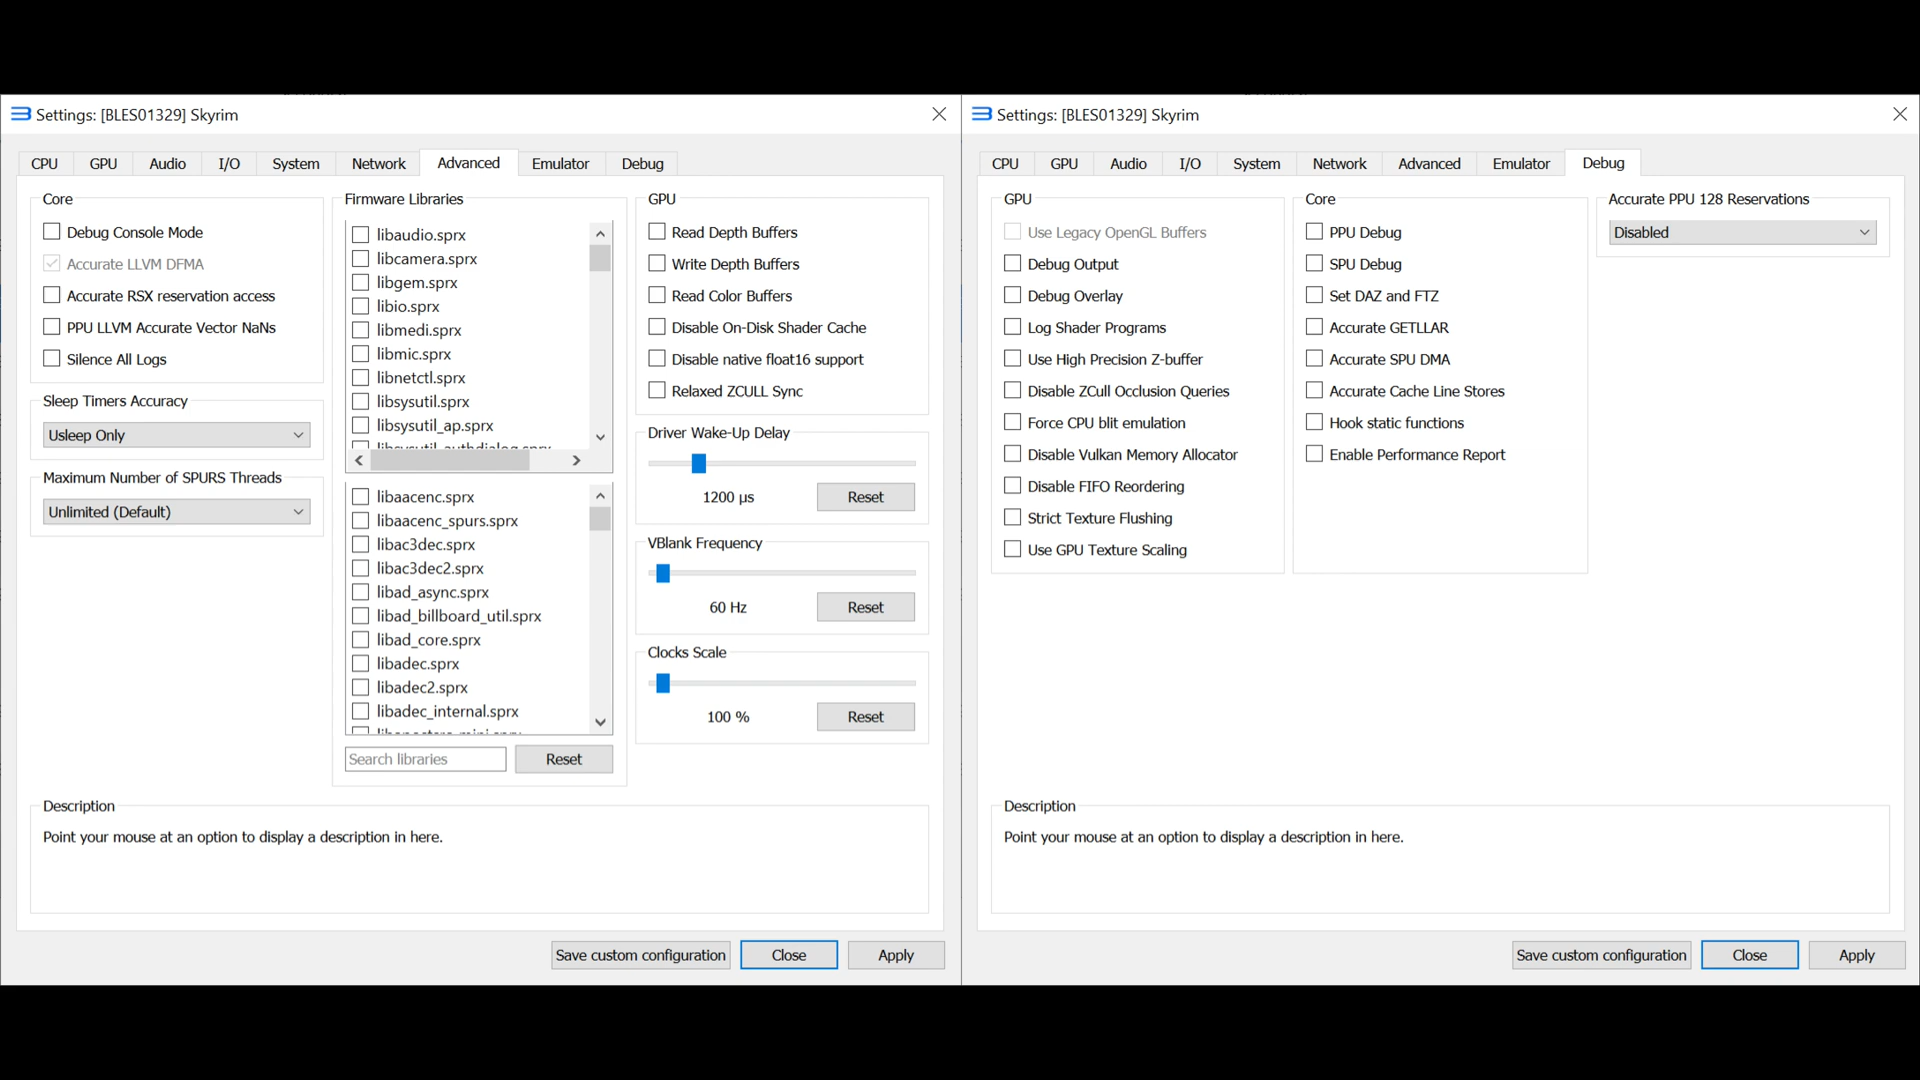 Settings: [BLES01329] Skyrim
CPU GPU Audio I/O System Network Advanced Emulator Debug
Core
Debug Console Mode
Accurate LLVM DFMA
Accurate RSX reservation access
PPU LLVM Accurate Vector NaNs
Silence All Logs
Sleep Timers Accuracy
Usleep Only
Maximum Number of SPURS Threads
Unlimited (Default)
Firmware Libraries
libaudio.sprx
libcamera.sprx
libgem.sprx
libio.sprx
libmedi.sprx
libmic.sprx
libnetctl.sprx
libsysutil.sprx
libsysutil_ap.sprx
libaacenc.sprx
libaacenc_spurs.sprx
libac3dec.sprx
libac3dec2.sprx
libad_async.sprx
libad_billboard_util.sprx
libad_core.sprx
libadec.sprx
libadec2.sprx
libadec_internal.sprx
Search libraries Reset
GPU
Read Depth Buffers
Write Depth Buffers
Read Color Buffers
Disable On-Disk Shader Cache
Disable native float16 support
Relaxed ZCULL Sync
Driver Wake-Up Delay
1200 µs Reset
VBlank Frequency
60 Hz Reset
Clocks Scale
100 % Reset
Description
Point your mouse at an option to display a description in here.
Save custom configuration Close Apply
Settings: [BLES01329] Skyrim
CPU GPU Audio I/O System Network Advanced Emulator Debug
GPU
Use Legacy OpenGL Buffers
Debug Output
Debug Overlay
Log Shader Programs
Use High Precision Z-buffer
Disable ZCull Occlusion Queries
Force CPU blit emulation
Disable Vulkan Memory Allocator
Disable FIFO Reordering
Strict Texture Flushing
Use GPU Texture Scaling
Core
PPU Debug
SPU Debug
Set DAZ and FTZ
Accurate GETLLAR
Accurate SPU DMA
Accurate Cache Line Stores
Hook static functions
Enable Performance Report
Accurate PPU 128 Reservations
Disabled
Description
Point your mouse at an option to display a description in here.
Save custom configuration Close Apply